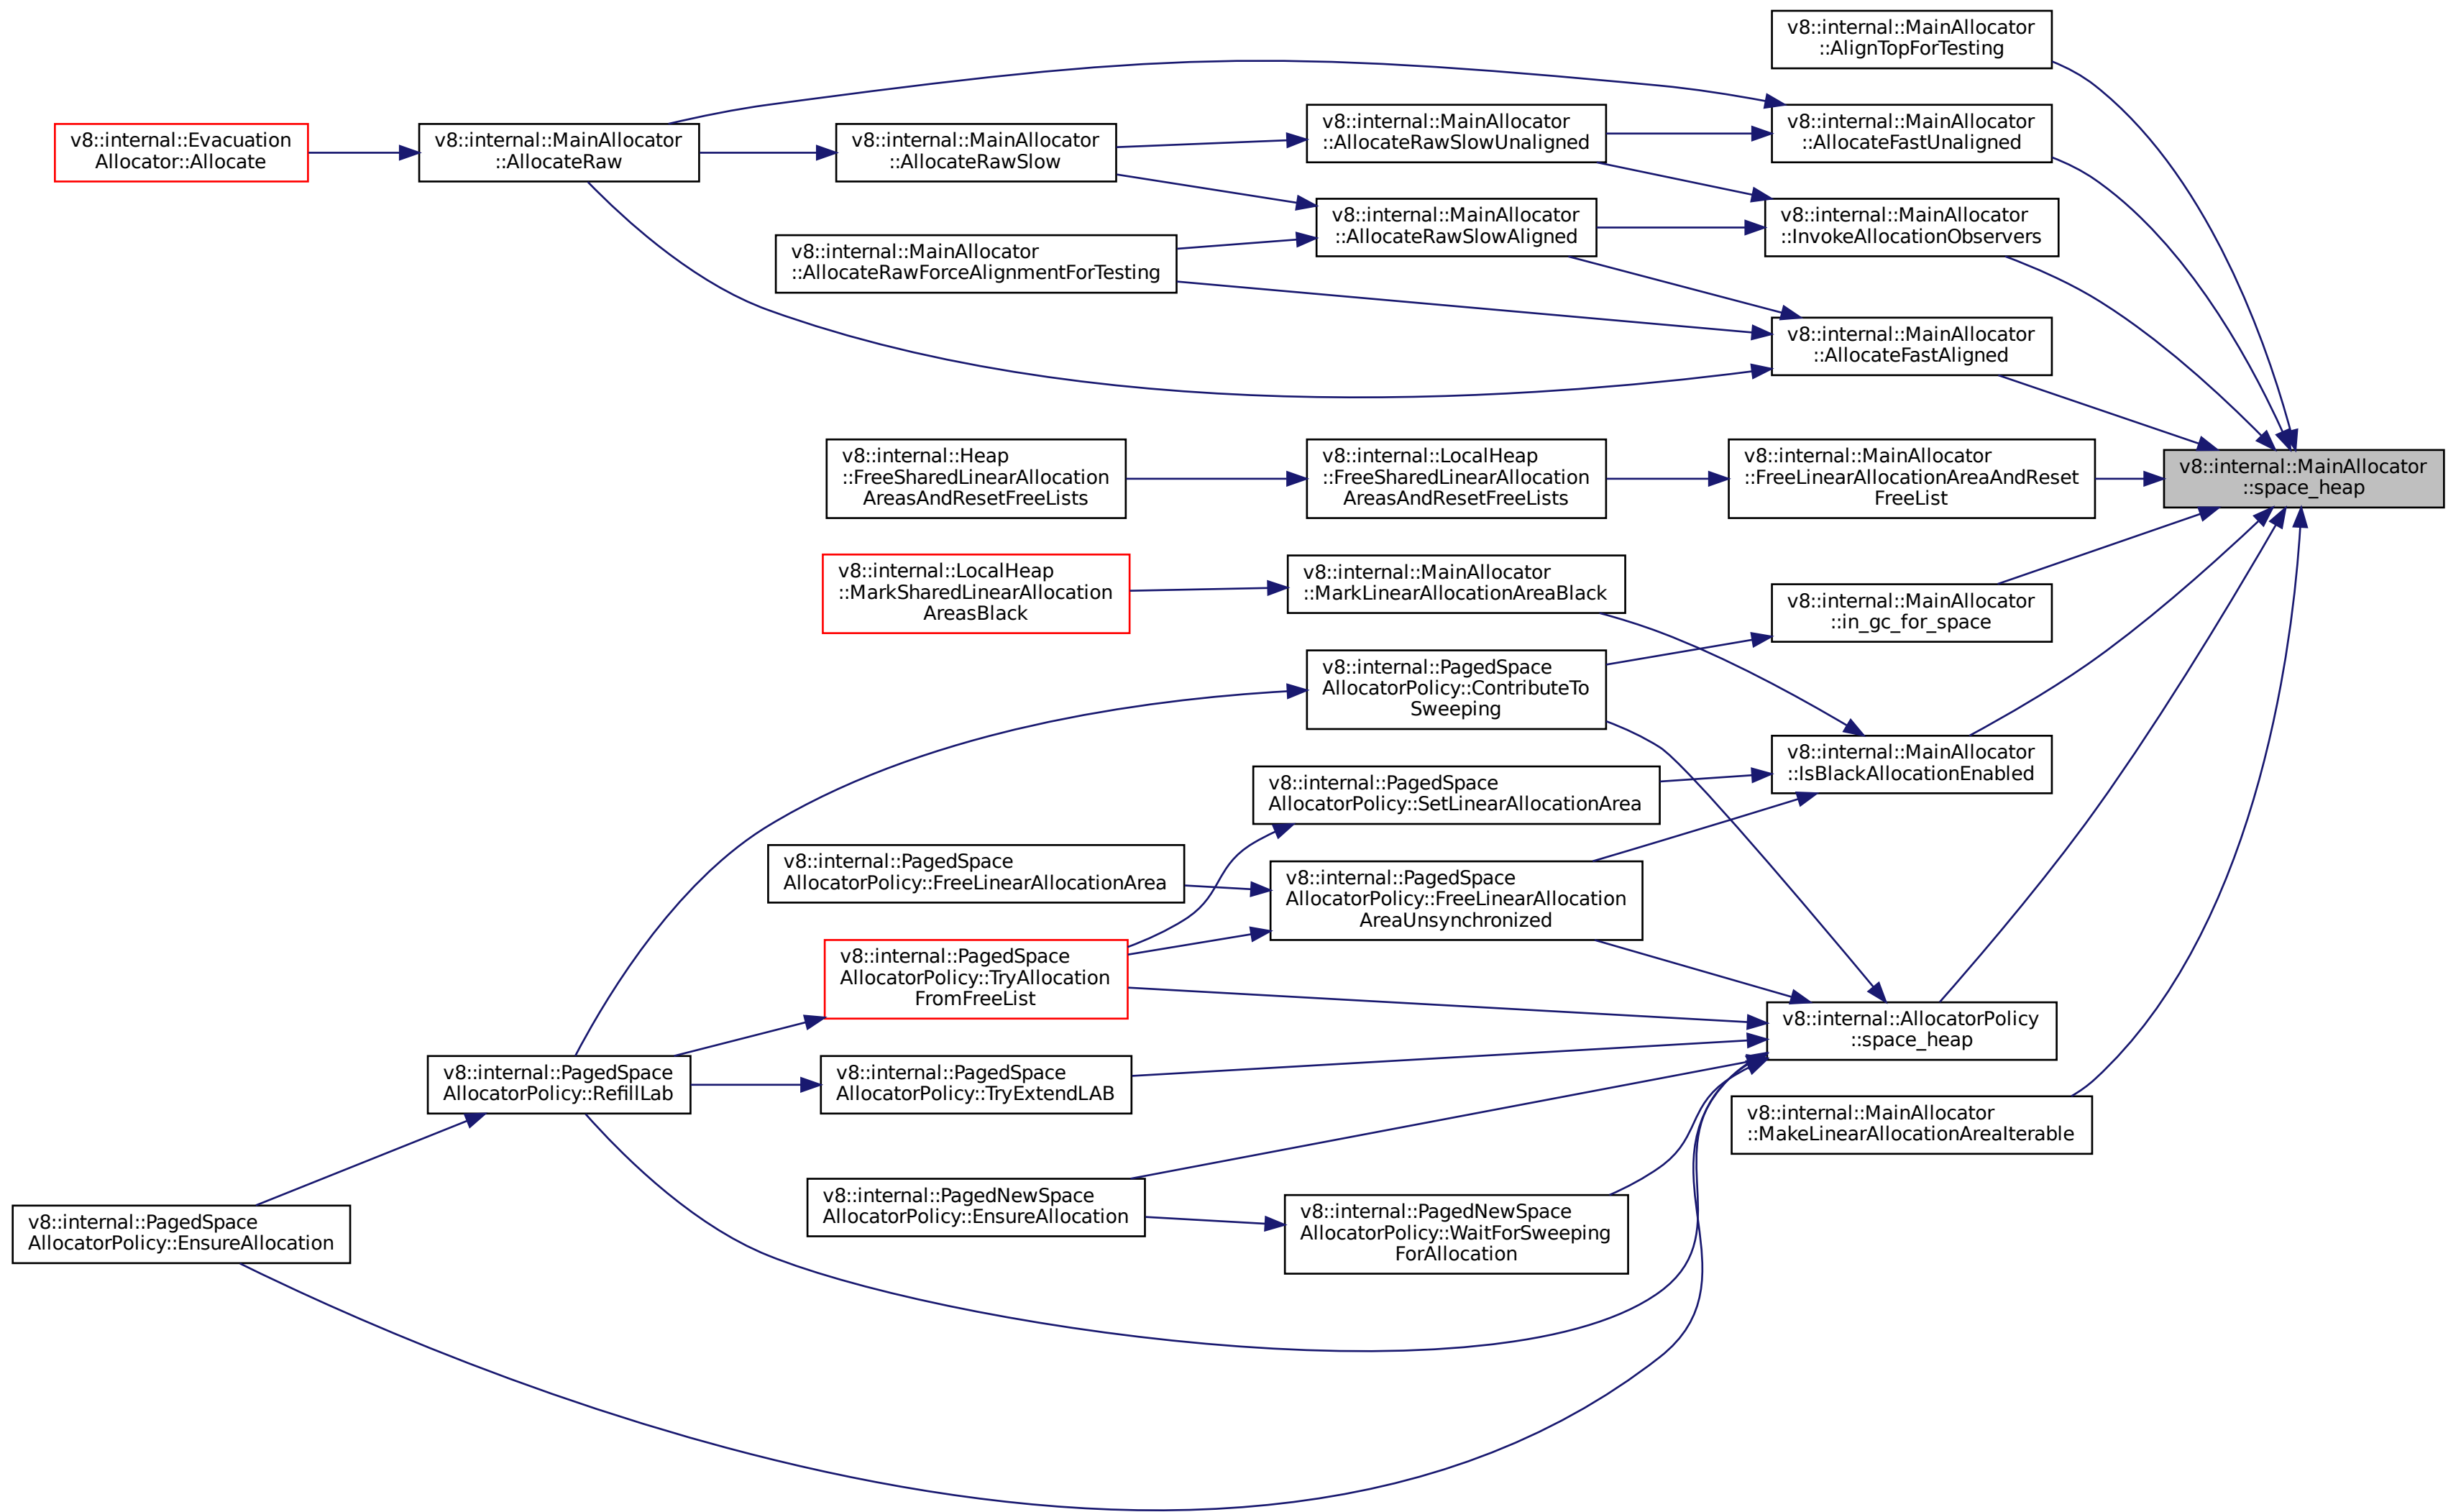 v8::internal::MainAllocator
::AlignTopForTesting
v8::internal::Evacuation
Allocator::Allocate
v8::internal::MainAllocator
::AllocateRaw
v8::internal::MainAllocator
::AllocateRawSlow
v8::internal::MainAllocator
::AllocateRawSlowUnaligned
v8::internal::MainAllocator
::AllocateFastUnaligned
v8::internal::MainAllocator
::AllocateRawForceAlignmentForTesting
v8::internal::MainAllocator
::AllocateRawSlowAligned
v8::internal::MainAllocator
::InvokeAllocationObservers
v8::internal::MainAllocator
::AllocateFastAligned
v8::internal::Heap
::FreeSharedLinearAllocation
AreasAndResetFreeLists
v8::internal::LocalHeap
::FreeSharedLinearAllocation
AreasAndResetFreeLists
v8::internal::MainAllocator
::FreeLinearAllocationAreaAndReset
FreeList
v8::internal::MainAllocator
::space_heap
v8::internal::LocalHeap
::MarkSharedLinearAllocation
AreasBlack
v8::internal::MainAllocator
::MarkLinearAllocationAreaBlack
v8::internal::MainAllocator
::in_gc_for_space
v8::internal::PagedSpace
AllocatorPolicy::ContributeTo
Sweeping
v8::internal::MainAllocator
::IsBlackAllocationEnabled
v8::internal::PagedSpace
AllocatorPolicy::SetLinearAllocationArea
v8::internal::PagedSpace
AllocatorPolicy::FreeLinearAllocationArea
v8::internal::PagedSpace
AllocatorPolicy::FreeLinearAllocation
AreaUnsynchronized
v8::internal::PagedSpace
AllocatorPolicy::TryAllocation
FromFreeList
v8::internal::AllocatorPolicy
::space_heap
v8::internal::PagedSpace
AllocatorPolicy::RefillLab
v8::internal::PagedSpace
AllocatorPolicy::TryExtendLAB
v8::internal::MainAllocator
::MakeLinearAllocationAreaIterable
v8::internal::PagedSpace
AllocatorPolicy::EnsureAllocation
v8::internal::PagedNewSpace
AllocatorPolicy::EnsureAllocation
v8::internal::PagedNewSpace
AllocatorPolicy::WaitForSweeping
ForAllocation